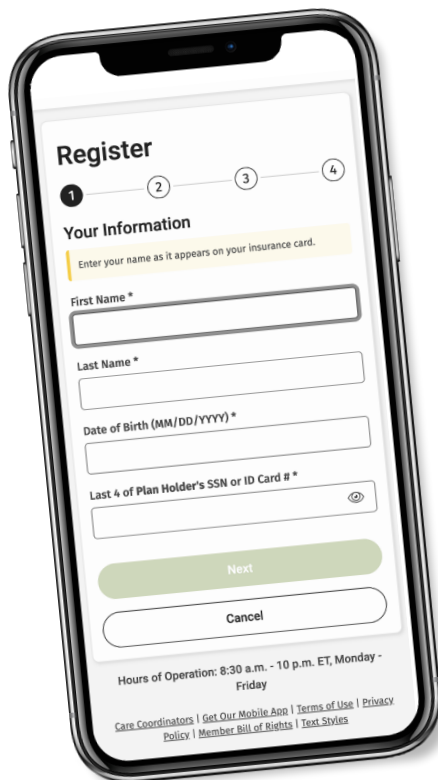 Register
1 2 3 4
Your Information
Enter your name as it appears on your insurance card.
First Name *
Last Name *
Date of Birth (MM/DD/YYYY) *
Last 4 of Plan Holder's SSN or ID Card # *
Next
Cancel
Hours of Operation: 8:30 a.m. - 10 p.m. ET, Monday -
Friday
Care Coordinators | Get Our Mobile App | Terms of Use | Privacy
Policy | Member Bill of Rights | Text Styles